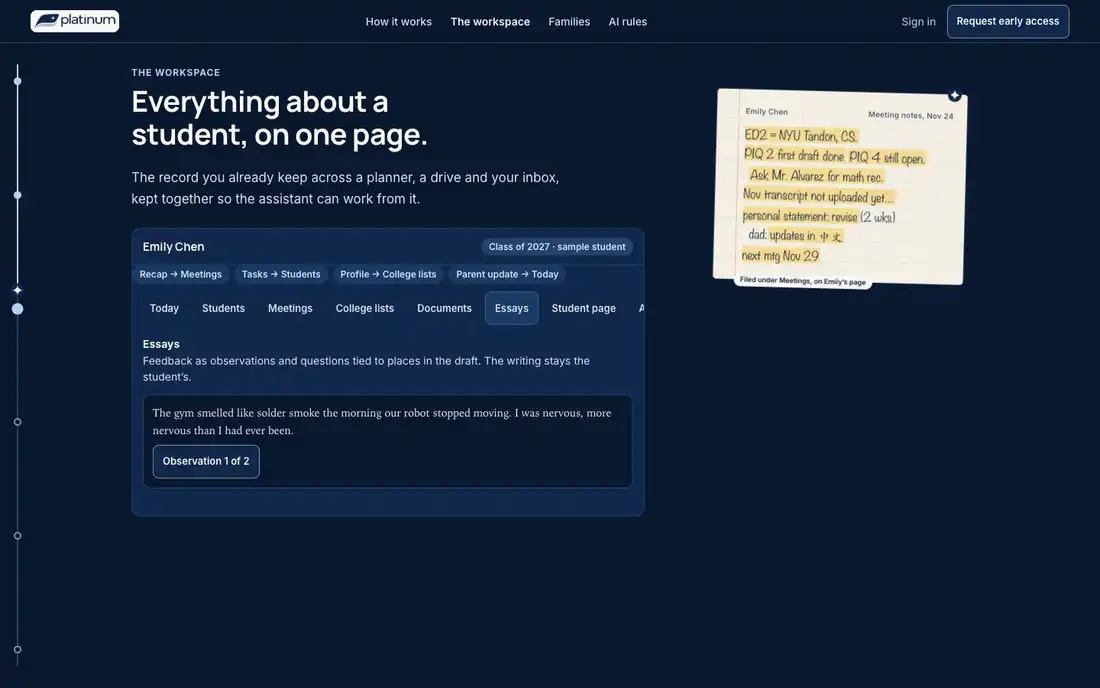 platinum
How it works
The workspace
Families
AI rules
Sign in
Request early access
THE WORKSPACE
Everything about a
student, on one page.
The record you already keep across a planner, a drive and your inbox,
kept together so the assistant can work from it.
Emily Chen
Class of 2027 · sample student
Recap → Meetings
Tasks → Students
Profile → College lists
Parent update → Today
Today
Students
Meetings
College lists
Documents
Essays
Student page
Essays
Feedback as observations and questions tied to places in the draft. The writing stays the
student's.
The gym smelled like solder smoke the morning our robot stopped moving. I was nervous, more
nervous than I had ever been.
Observation 1 of 2
Emily Chen
Meeting notes, Nov 24
ED2 = NYU Tandon, CS.
PIQ 2 first draft done. PIQ 4 still open.
Ask Mr. Alvarez for math rec.
Nov transcript not uploaded yet...
personal statement: revise (2 wks)
dad: updates in 中文
next mtg Nov 29
Filed under Meetings, on Emily's page